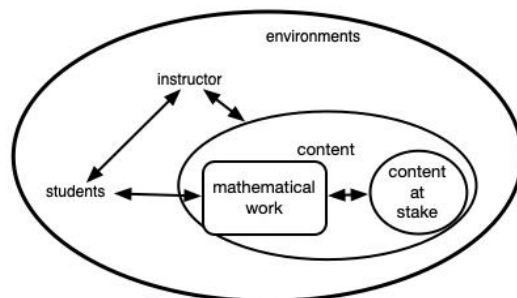 environments
instructor
content
students
mathematical
work
content
at
stake